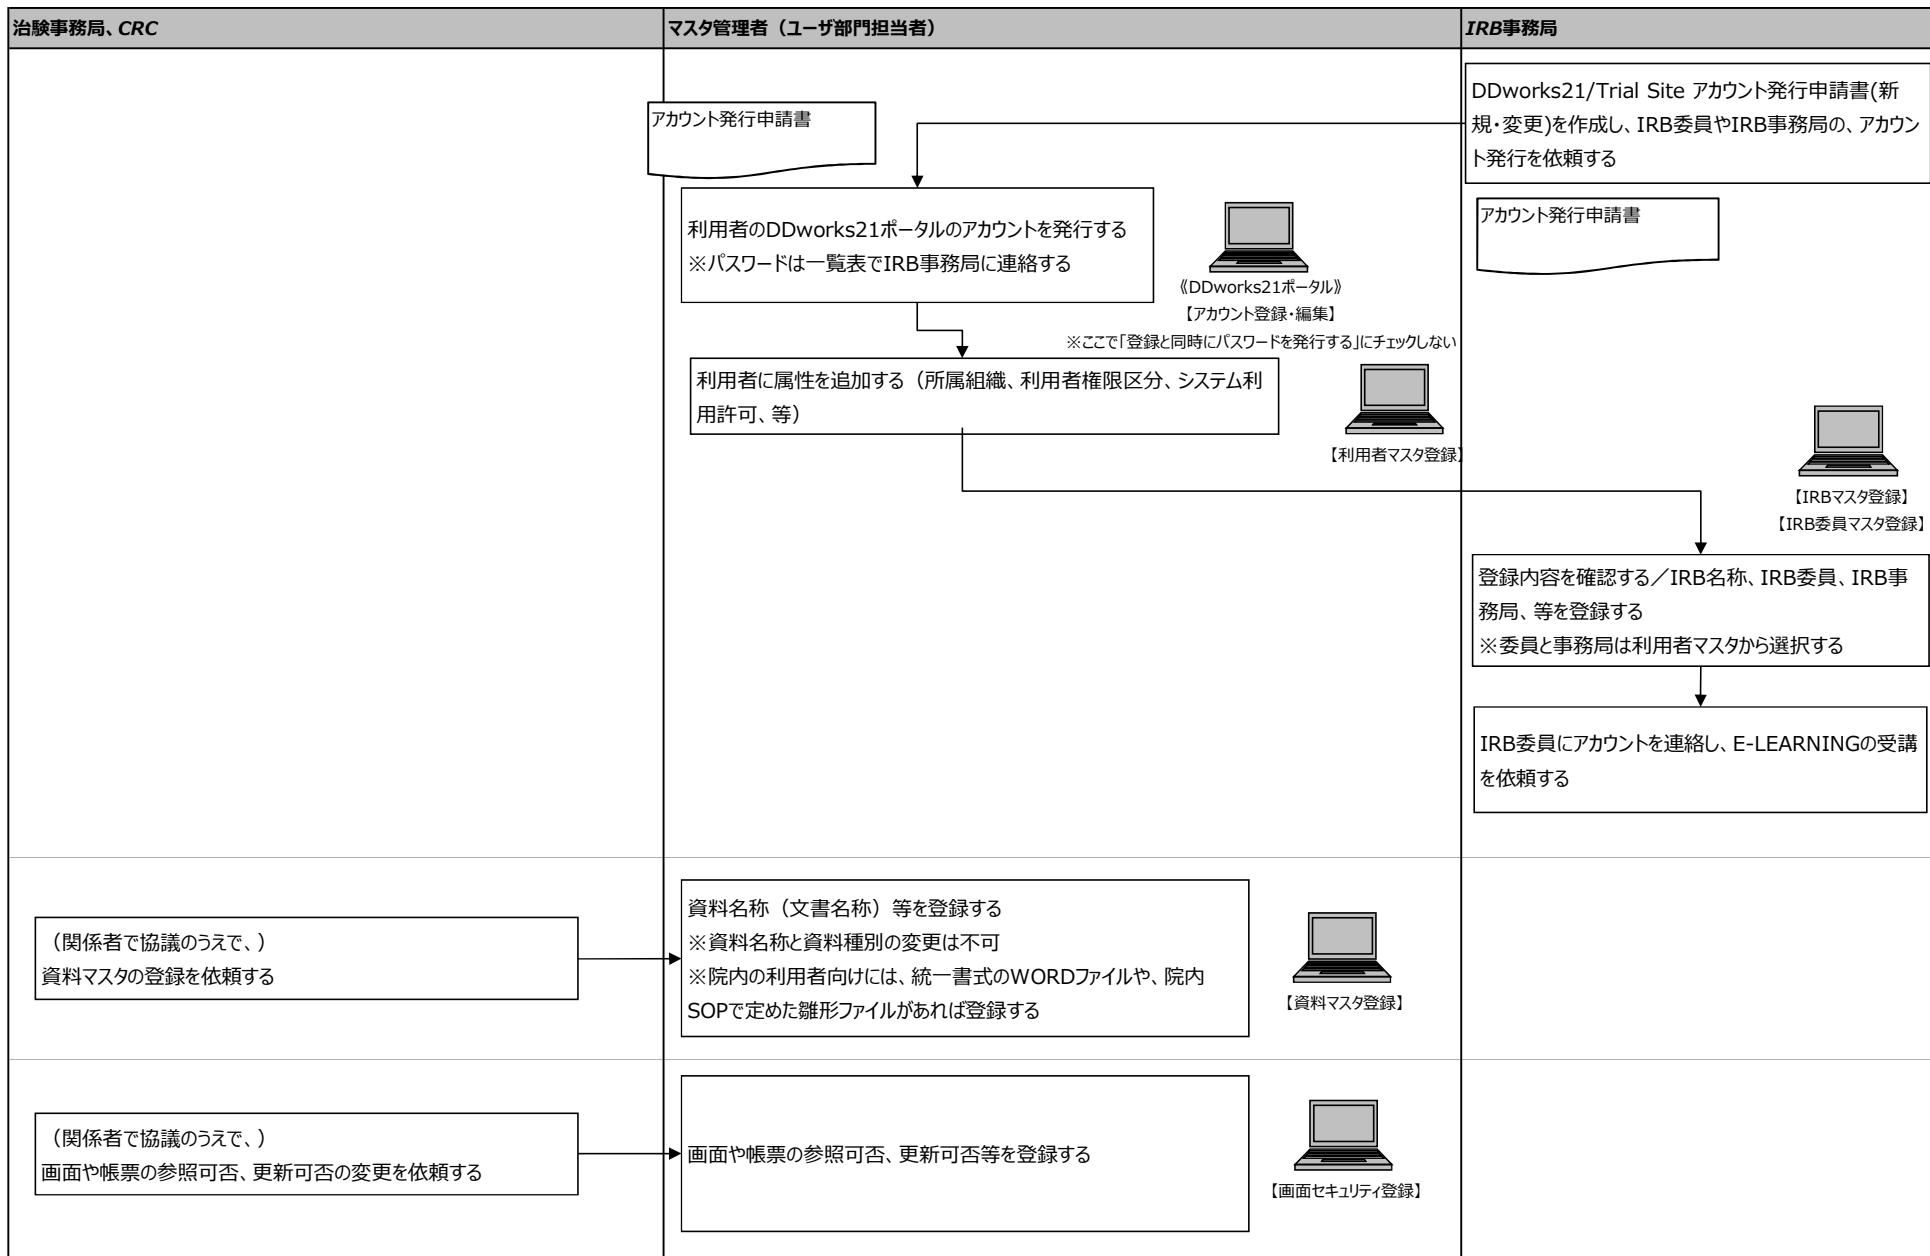 治験事務局、CRC
マスタ管理者（ユーザ部門担当者）
IRB事務局
DDworks21/Trial Site アカウント発行申請書(新
規・変更)を作成し、IRB委員やIRB事務局の、アカウン
ト発行を依頼する
アカウント発行申請書
アカウント発行申請書
利用者のDDworks21ポータルのアカウントを発行する
※パスワードは一覧表でIRB事務局に連絡する
《DDworks21ポータル》
【アカウント登録・編集】
※ここで「登録と同時にパスワードを発行する」にチェックしない
利用者に属性を追加する（所属組織、利用者権限区分、システム利
用許可、等）
【利用者マスタ登録】
【IRBマスタ登録】
【IRB委員マスタ登録】
登録内容を確認する／IRB名称、IRB委員、IRB事
務局、等を登録する
※委員と事務局は利用者マスタから選択する
IRB委員にアカウントを連絡し、E-LEARNINGの受講
を依頼する
（関係者で協議のうえで、）
資料マスタの登録を依頼する
資料名称（文書名称）等を登録する
※資料名称と資料種別の変更は不可
※院内の利用者向けには、統一書式のWORDファイルや、院内
SOPで定めた雛形ファイルがあれば登録する
【資料マスタ登録】
（関係者で協議のうえで、）
画面や帳票の参照可否、更新可否の変更を依頼する
画面や帳票の参照可否、更新可否等を登録する
【画面セキュリティ登録】